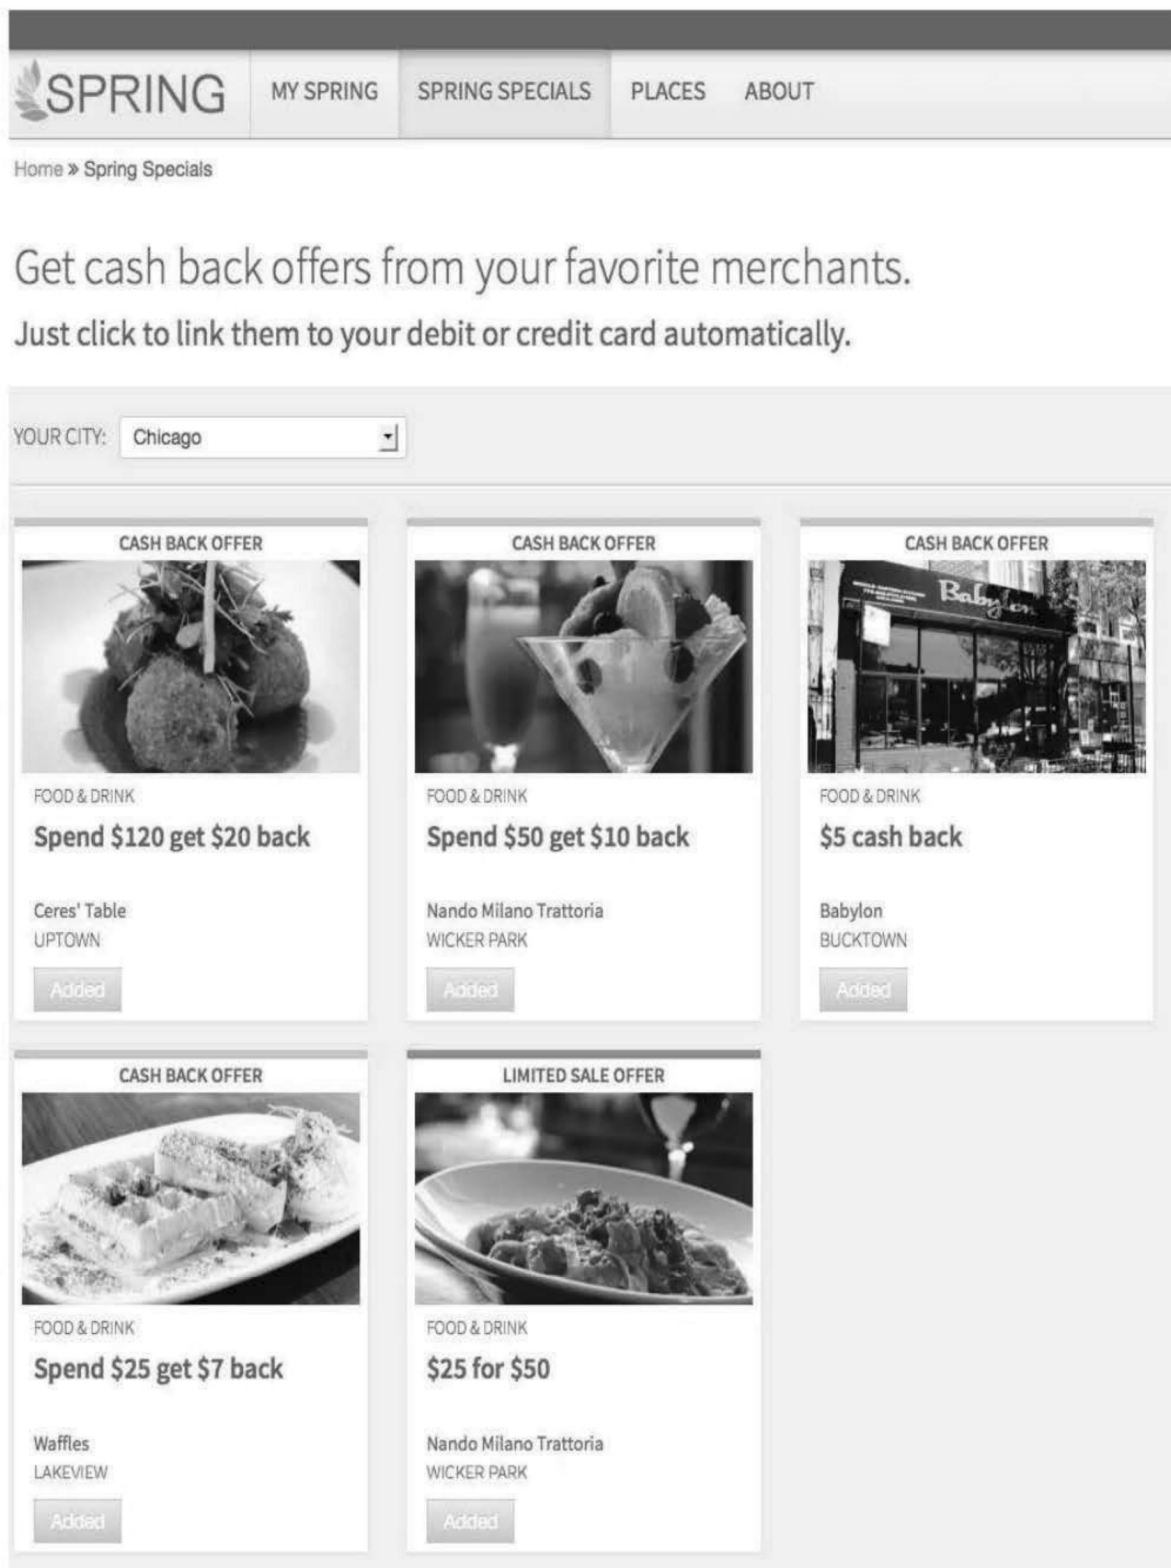 SPRING
MY SPRING
SPRING SPECIALS
PLACES
ABOUT
Home » Spring Specials
Get cash back offers from your favorite merchants.
Just click to link them to your debit or credit card automatically.
YOUR CITY: Chicago
CASH BACK OFFER
FOOD & DRINK
Spend $120 get $20 back
Ceres' Table
UPTOWN
Added
CASH BACK OFFER
FOOD & DRINK
Spend $50 get $10 back
Nando Milano Trattoria
WICKER PARK
Added
CASH BACK OFFER
Babylon
FOOD & DRINK
$5 cash back
Babylon
BUCKTOWN
Added
CASH BACK OFFER
FOOD & DRINK
Spend $25 get $7 back
Waffles
LAKEVIEW
Added
LIMITED SALE OFFER
FOOD & DRINK
$25 for $50
Nando Milano Trattoria
WICKER PARK
Added